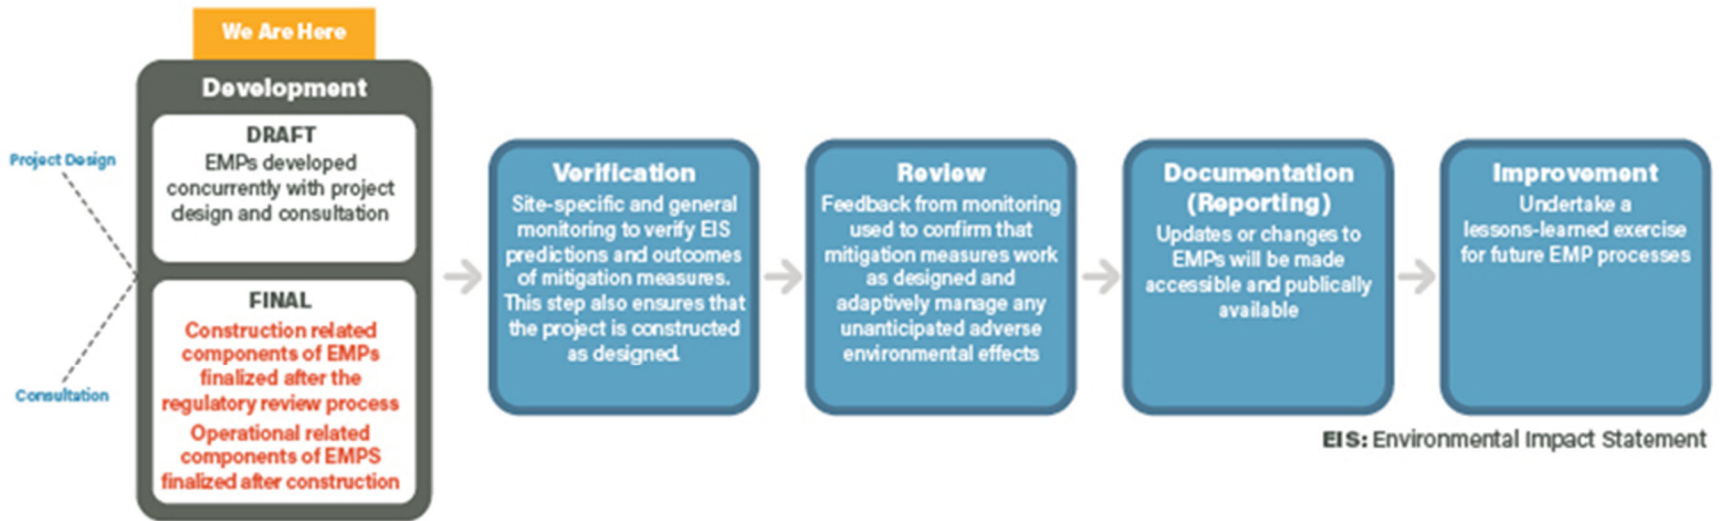 We Are Here
Development
Project Design
Consultation
DRAFT
EMPs developed
concurrently with project
design and consultation
FINAL
Construction related
components of EMPs
finalized after the
regulatory review process
Operational related
components of EMPS
finalized after construction
Verification
Site-specific and general
monitoring to verify EIS
predictions and outcomes
of mitigation measures.
This step also ensures that
the project is constructed
as designed.
Review
Feedback from monitoring
used to confirm that
mitigation measures work
as designed and
adaptively manage any
unanticipated adverse
environmental effects
Documentation
(Reporting)
Updates or changes to
EMPs will be made
accessible and publically
available
Improvement
Undertake a
lessons-learned exercise
for future EMP processes
EIS: Environmental Impact Statement